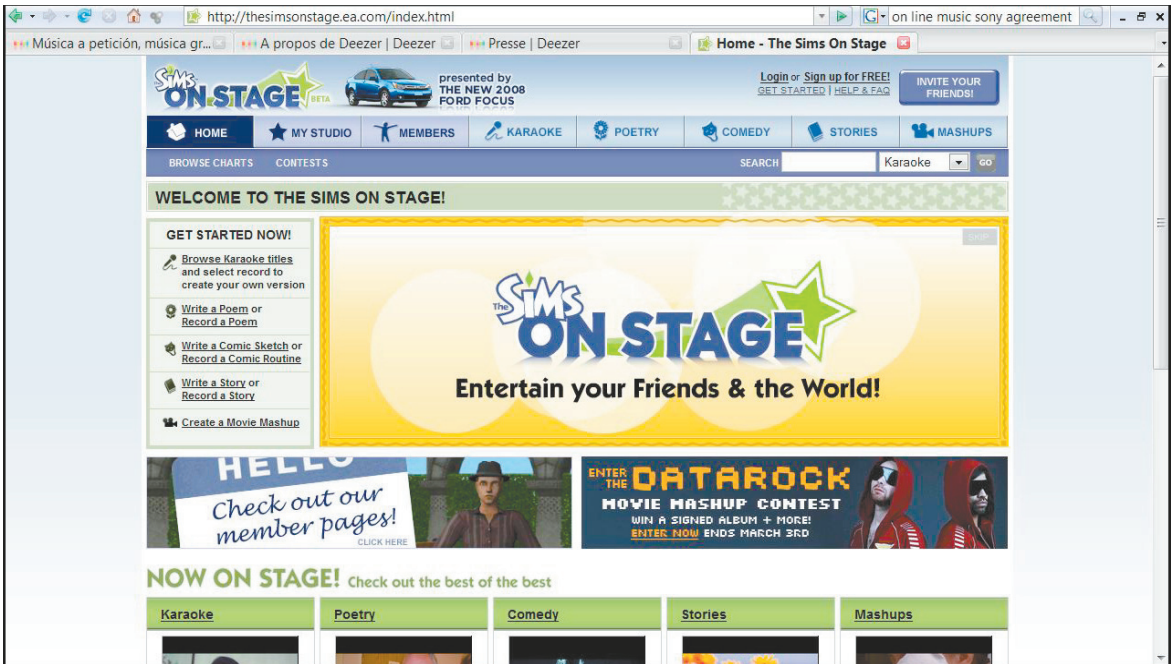 http://thesimsonstage.ea.com/index.html
on line music sony agreement
Música a petición, música gr...
A propos de Deezer | Deezer
Presse | Deezer
Home - The Sims On Stage
The SiMS
ON STAGE BETA
presented by
THE NEW 2008
FORD FOCUS
Login or Sign up for FREE!
GET STARTED | HELP & FAQ
INVITE YOUR
FRIENDS!
HOME
MY STUDIO
MEMBERS
KARAOKE
POETRY
COMEDY
STORIES
MASHUPS
BROWSE CHARTS
CONTESTS
SEARCH
Karaoke
GO
WELCOME TO THE SIMS ON STAGE!
GET STARTED NOW!
Browse Karaoke titles
and select record to
create your own version
Write a Poem or
Record a Poem
Write a Comic Sketch or
Record a Comic Routine
Write a Story or
Record a Story
Create a Movie Mashup
SKIP
The SiMS
ON STAGE
Entertain your Friends & the World!
HELLO
Check out our
member pages!
CLICK HERE
ENTER
THE DATAROCK
MOVIE MASHUP CONTEST
WIN A SIGNED ALBUM + MORE!
ENTER NOW ENDS MARCH 3RD
NOW ON STAGE! Check out the best of the best
Karaoke
Poetry
Comedy
Stories
Mashups